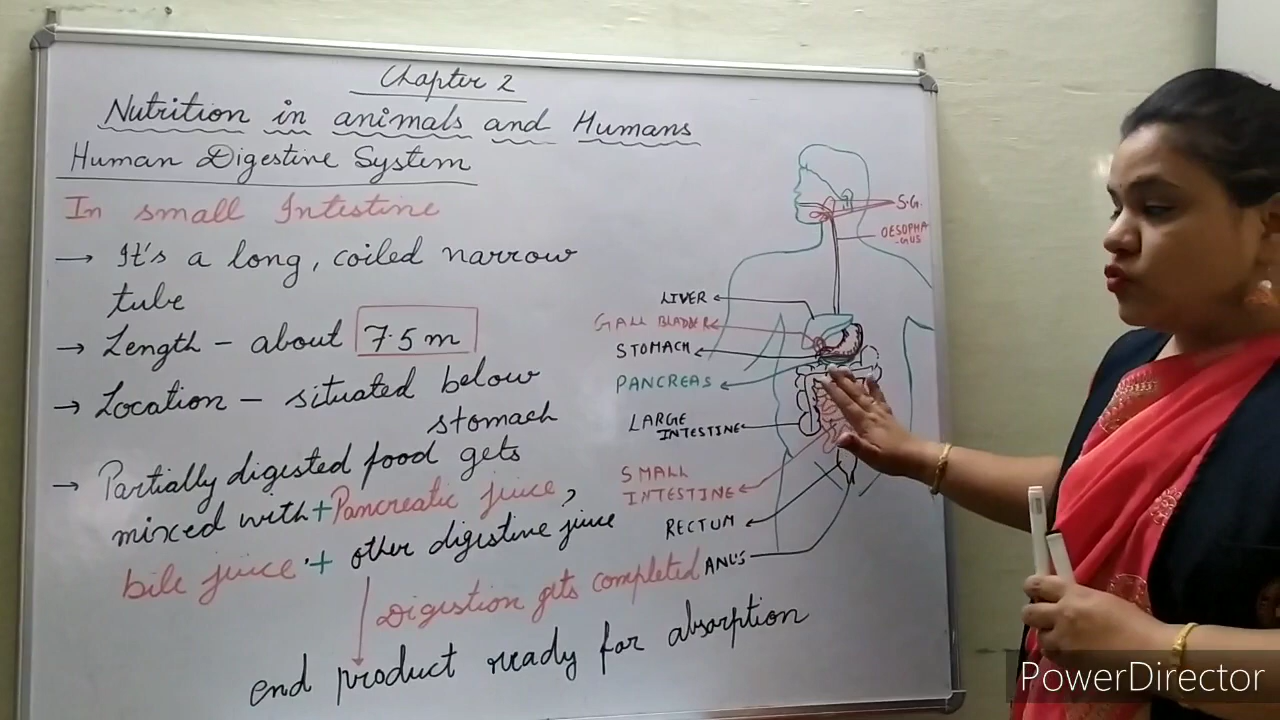 Chapter 2
Nutrition in animals and Humans
Human Digestive System
In small Intestine
→ It's a long, coiled narrow
tube
→ Length - about 7.5 m
→ Location - situated below
stomach
→ Partially digested food gets
mixed with + Pancreatic juice,
bile juice + other digestive juice
Digestion gets completed
end product ready for absorption
S.G.
OESOPHA
-GUS
LIVER
GALL BLADDER
STOMACH
PANCREAS
LARGE
INTESTINE
SMALL
INTESTINE
RECTUM
ANUS
PowerDirector